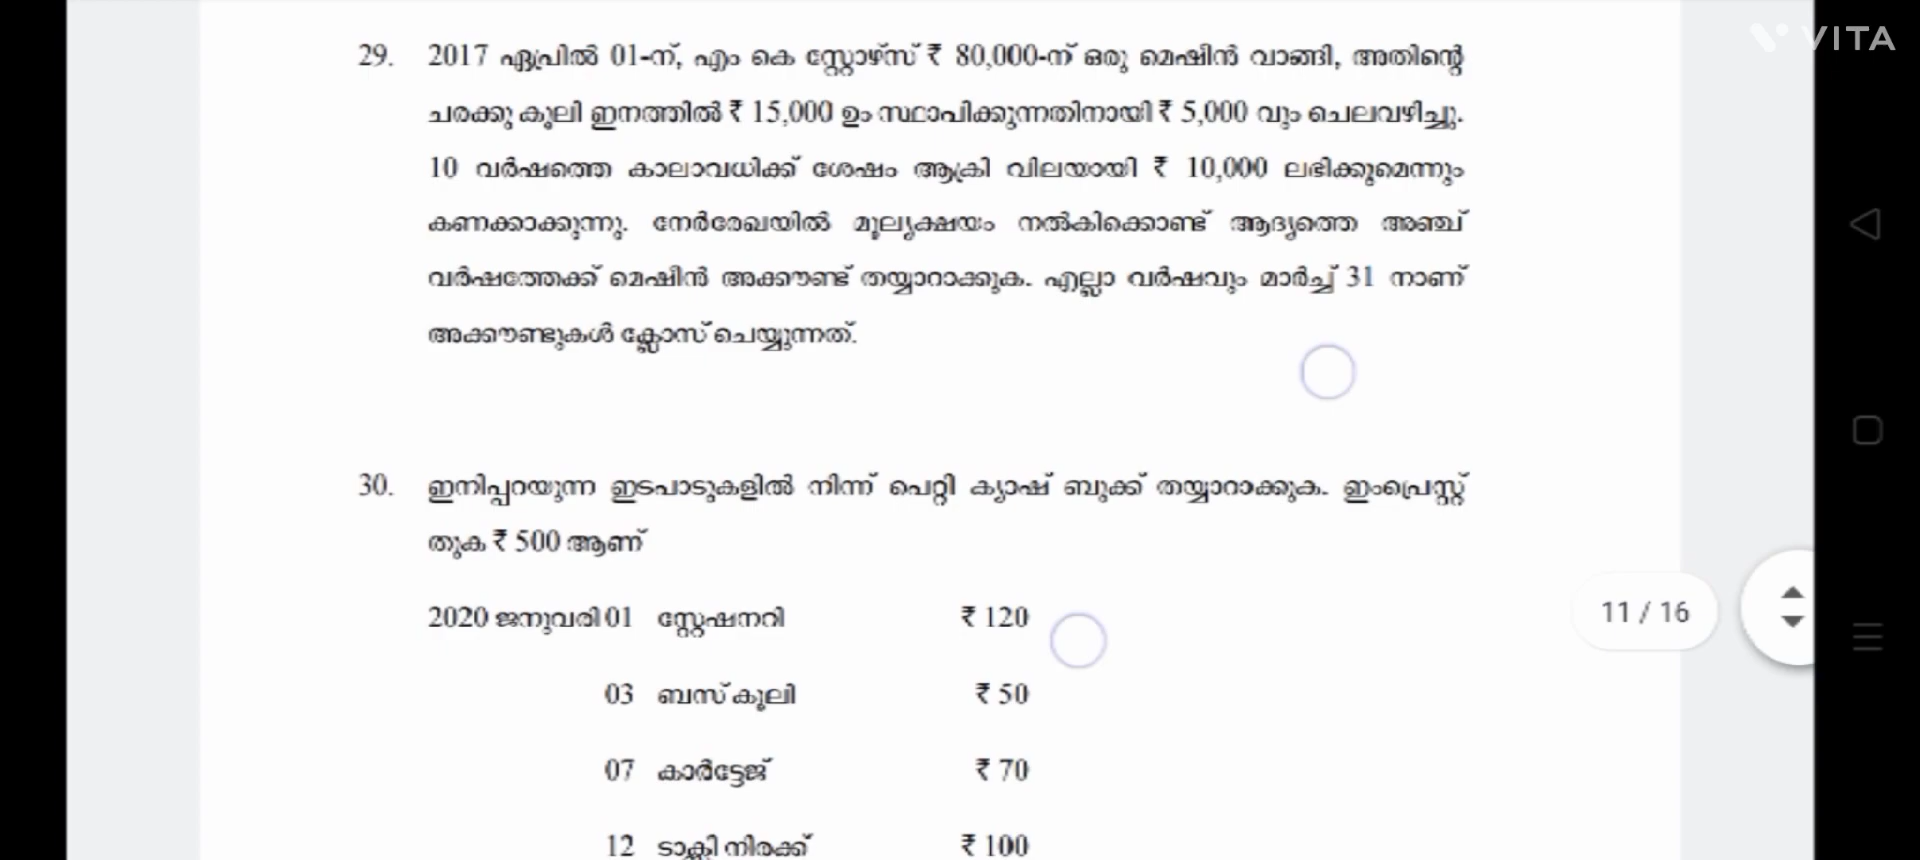 VITA
29. 2017 ഏപ്രിൽ 01-ന്, എം കെ സ്റ്റോഴ്സ് ₹ 80,000-ന് ഒരു മെഷീൻ വാങ്ങി, അതിന്റെ
ചരക്കു കൂലി ഇനത്തിൽ ₹ 15,000 ഉം സ്ഥാപിക്കുന്നതിനായി ₹ 5,000 വും ചെലവഴിച്ചു.
10 വർഷത്തെ കാലാവധിക്ക് ശേഷം ആക്രി വിലയായി ₹ 10,000 ലഭിക്കുമെന്നും
കണക്കാക്കുന്നു. നേർരേഖയിൽ മൂല്യക്ഷയം നൽകിക്കൊണ്ട് ആദ്യത്തെ അഞ്ച്
വർഷത്തേക്ക് മെഷീൻ അക്കൗണ്ട് തയ്യാറാക്കുക. എല്ലാ വർഷവും മാർച്ച് 31 നാണ്
അക്കൗണ്ടുകൾ ക്ലോസ് ചെയ്യുന്നത്.
30. ഇനിപ്പറയുന്ന ഇടപാടുകളിൽ നിന്ന് പെറ്റി ക്യാഷ് ബുക്ക് തയ്യാറാക്കുക. ഇംപ്രെസ്റ്റ്
തുക ₹ 500 ആണ്
11 / 16
2020 ജനുവരി 01 സ്റ്റേഷനറി ₹ 120
03 ബസ് കൂലി ₹ 50
07 കാർട്ടേജ് ₹ 70
12 ടാക്സി നിരക്ക് ₹ 100